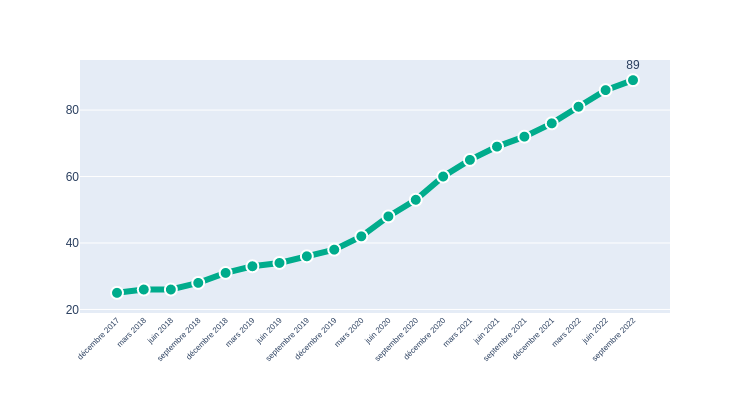 89
80
60
40
20
décembre 2017
mars 2018
juin 2018
septembre 2018
décembre 2018
mars 2019
juin 2019
septembre 2019
décembre 2019
mars 2020
juin 2020
septembre 2020
décembre 2020
mars 2021
juin 2021
septembre 2021
décembre 2021
mars 2022
juin 2022
septembre 2022